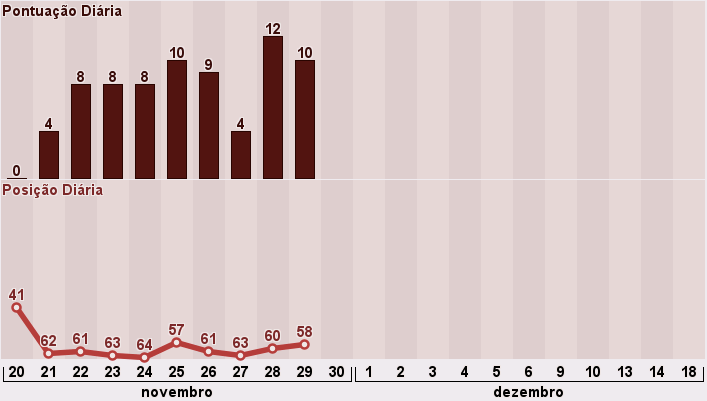 Pontuação Diária
0 4 8 8 8 10 9 4 12 10
Posição Diária
41 62 61 63 64 57 61 63 60 58
20 21 22 23 24 25 26 27 28 29 30 1 2 3 4 5 6 9 10 13 14 18
novembro dezembro